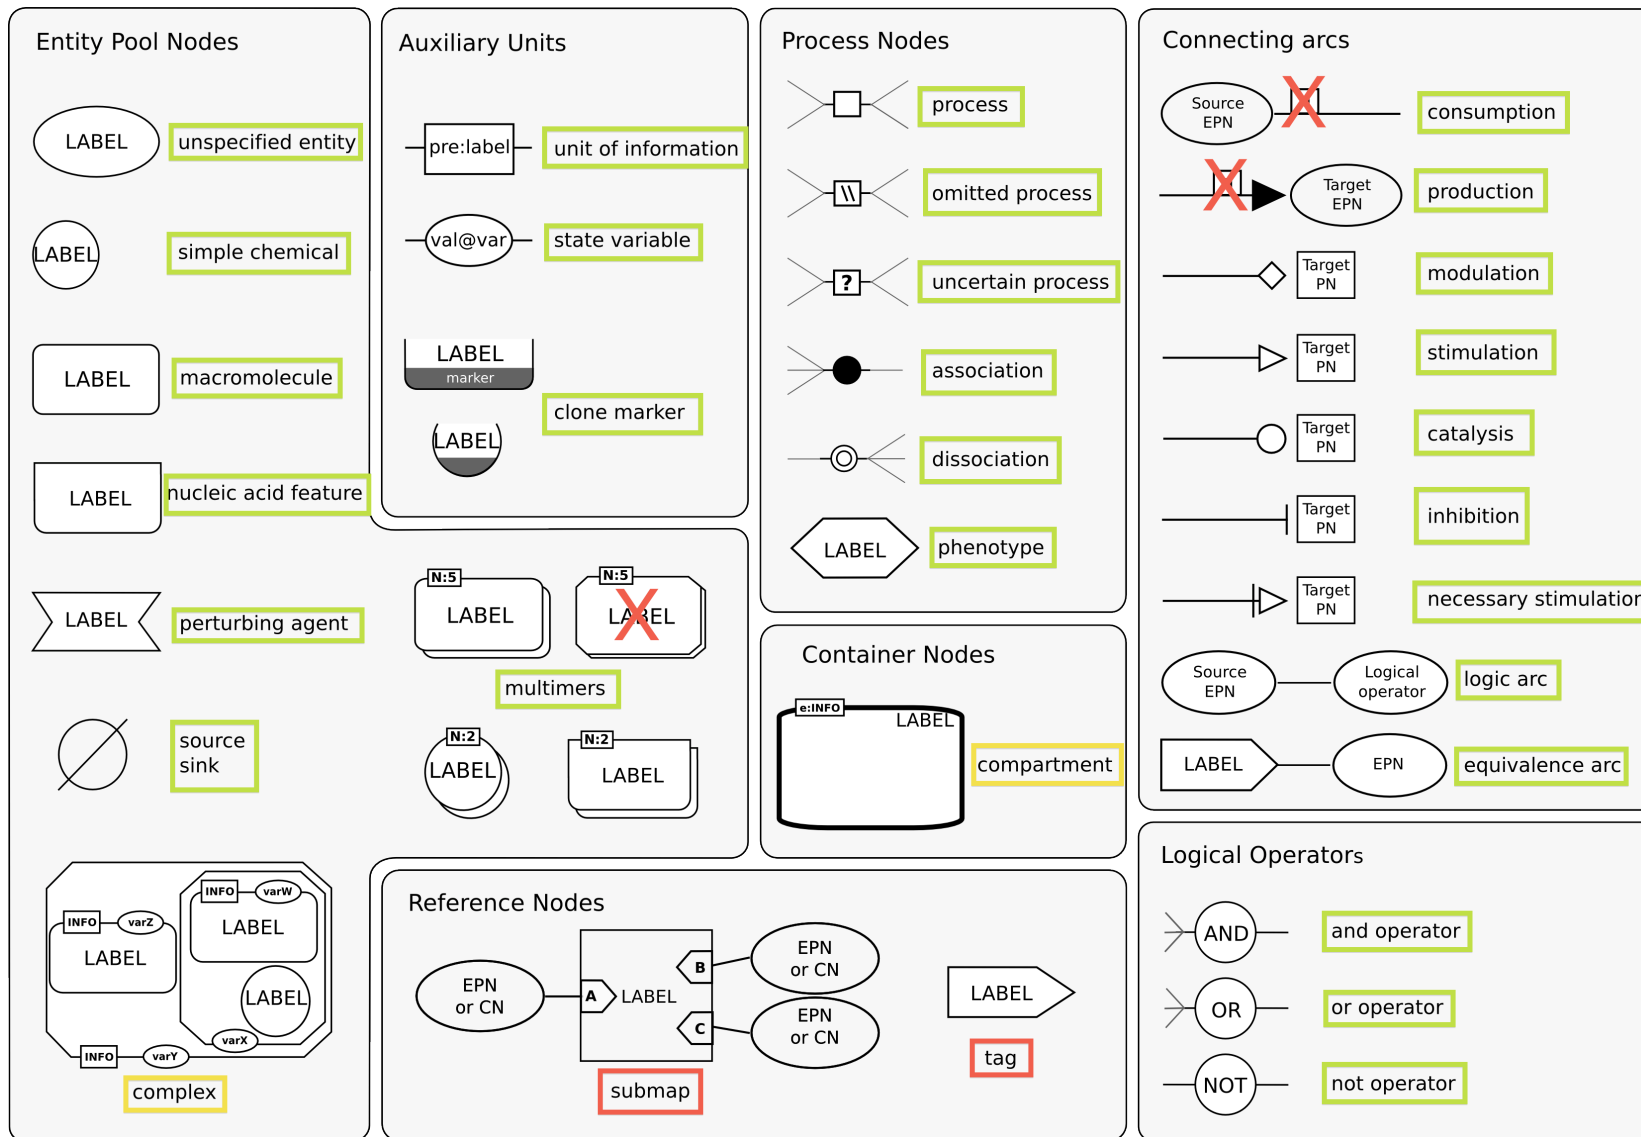 Entity Pool Nodes
LABEL
unspecified entity
LABEL
simple chemical
LABEL
macromolecule
LABEL
nucleic acid feature
LABEL
perturbing agent
source
sink
INFO
varZ
LABEL
INFO
varW
LABEL
LABEL
varX
INFO
varY
complex
N:5
LABEL
N:5
LABEL
multimers
N:2
LABEL
N:2
LABEL
Auxiliary Units
pre:label
unit of information
val@var
state variable
LABEL
marker
clone marker
LABEL
Process Nodes
process
\\
omitted process
?
uncertain process
association
dissociation
LABEL
phenotype
Container Nodes
e:INFO
LABEL
compartment
Reference Nodes
EPN
or CN
A
LABEL
B
C
EPN
or CN
EPN
or CN
submap
LABEL
tag
Connecting arcs
Source
EPN
X
consumption
X
Target
EPN
production
Target
PN
modulation
Target
PN
stimulation
Target
PN
catalysis
Target
PN
inhibition
Target
PN
necessary stimulation
Source
EPN
Logical
operator
logic arc
LABEL
EPN
equivalence arc
Logical Operators
AND
and operator
OR
or operator
NOT
not operator